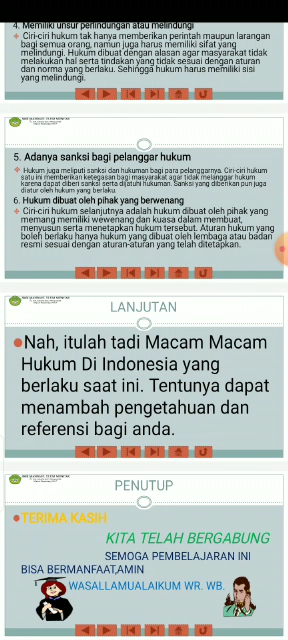 4. Memiliki unsur perlindungan atau melindungi
Ciri-ciri hukum tak hanya memberikan perintah maupun larangan
bagi semua orang, namun juga harus memiliki sifat yang
melindungi. Hukum dibuat dengan alasan agar masyarakat tidak
melakukan hal serta tindakan yang tidak sesuai dengan aturan
dan norma yang berlaku. Sehingga hukum harus memiliki sisi
yang melindungi.
5. Adanya sanksi bagi pelanggar hukum
Hukum juga meliputi sanksi dan hukuman bagi para pelanggarnya. Ciri-ciri hukum
satu ini memberikan ketegasan bagi masyarakat agar tidak melanggar hukum
karena dapat diberi sanksi serta dijatuhi hukuman. Sanksi yang diberikan pun juga
diatur oleh hukum yang berlaku.
6. Hukum dibuat oleh pihak yang berwenang
Ciri-ciri hukum selanjutnya adalah hukum dibuat oleh pihak yang
memang memiliki wewenang dan kuasa dalam membuat,
menyusun serta menetapkan hukum tersebut. Aturan hukum yang
boleh berlaku hanya hukum yang dibuat oleh lembaga atau badan
resmi sesuai dengan aturan-aturan yang telah ditetapkan.
LANJUTAN
Nah, itulah tadi Macam Macam
Hukum Di Indonesia yang
berlaku saat ini. Tentunya dapat
menambah pengetahuan dan
referensi bagi anda.
PENUTUP
TERIMA KASIH
KITA TELAH BERGABUNG
SEMOGA PEMBELAJARAN INI
BISA BERMANFAAT,AMIN
WASALLAMUALAIKUM WR. WB.